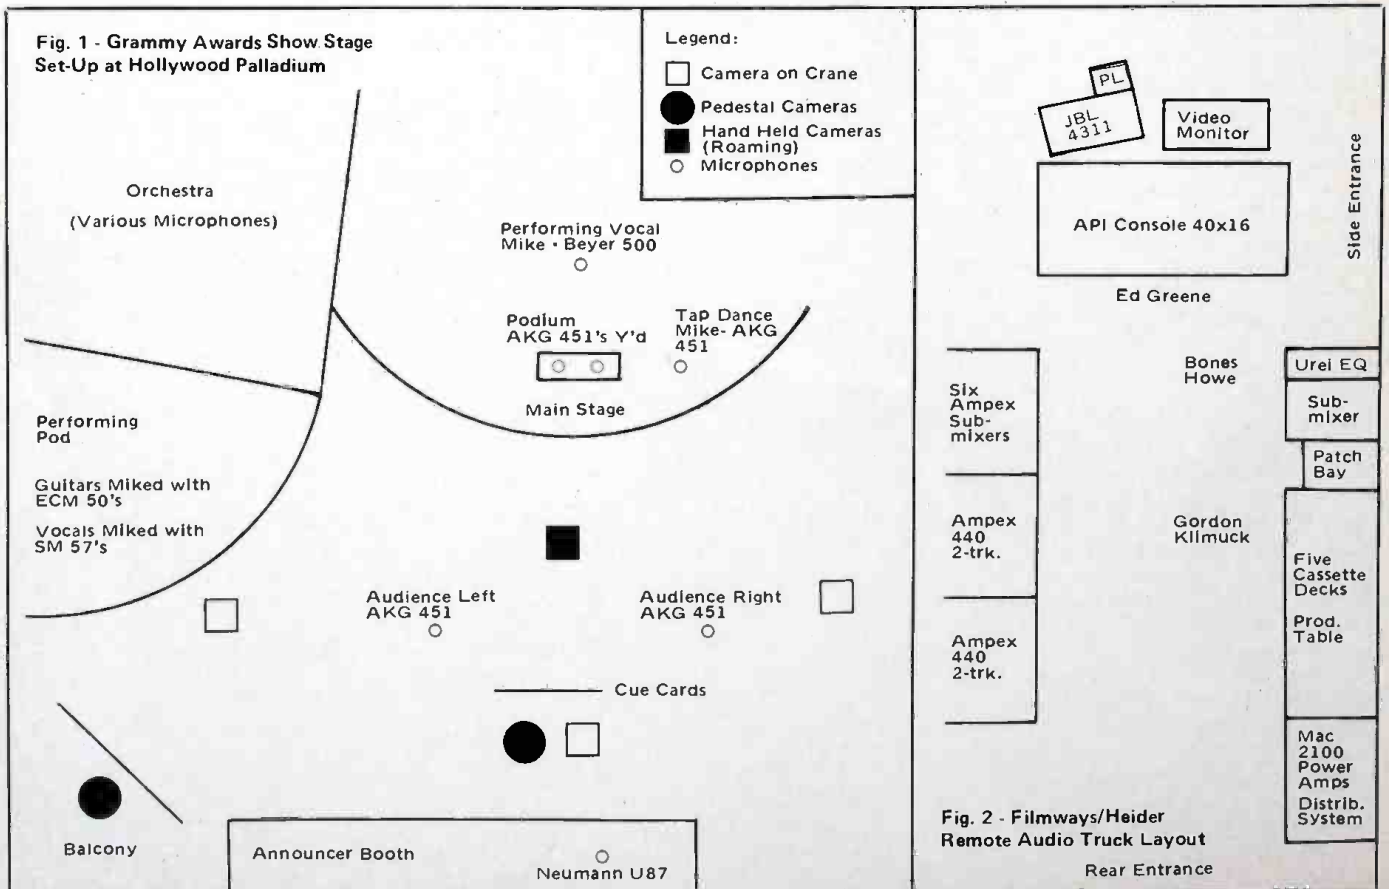 Fig. 1 - Grammy Awards Show Stage
Set-Up at Hollywood Palladium
Legend:
Camera on Crane
Pedestal Cameras
Hand Held Cameras
(Roaming)
Microphones
Orchestra
(Various Microphones)
Performing Vocal
Mike - Beyer 500
Podium
AKG 451's Y'd
Tap Dance
Mike- AKG
451
Main Stage
Performing
Pod
Guitars Miked with
ECM 50's
Vocals Miked with
SM 57's
Audience Left
AKG 451
Audience Right
AKG 451
Cue Cards
Balcony
Announcer Booth
Neumann U87
PL
JBL
4311
Video
Monitor
API Console 40x16
Side Entrance
Ed Greene
Bones
Howe
Urei EQ
Sub-
mixer
Patch
Bay
Six
Ampex
Sub-
mixers
Ampex
440
2-trk.
Gordon
Klimuck
Five
Cassette
Decks
Prod.
Table
Ampex
440
2-trk.
Mac
2100
Power
Amps
Distrib.
System
Fig. 2 - Filmways/Heider
Remote Audio Truck Layout
Rear Entrance